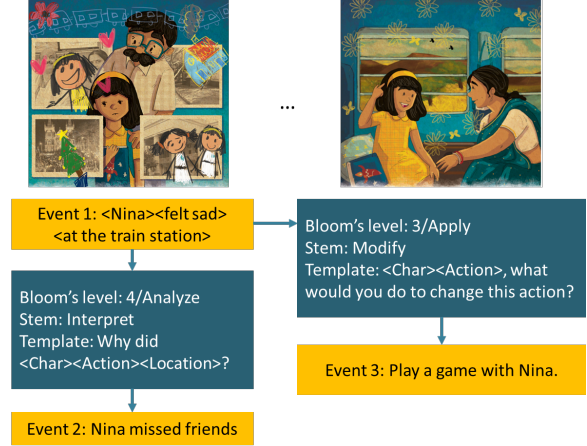 ...
Event 1: <Nina><felt sad>
<at the train station>
Bloom's level: 4/Analyze
Stem: Interpret
Template: Why did
<Char><Action><Location>?
Event 2: Nina missed friends
Bloom's level: 3/Apply
Stem: Modify
Template: <Char><Action>, what
would you do to change this action?
Event 3: Play a game with Nina.